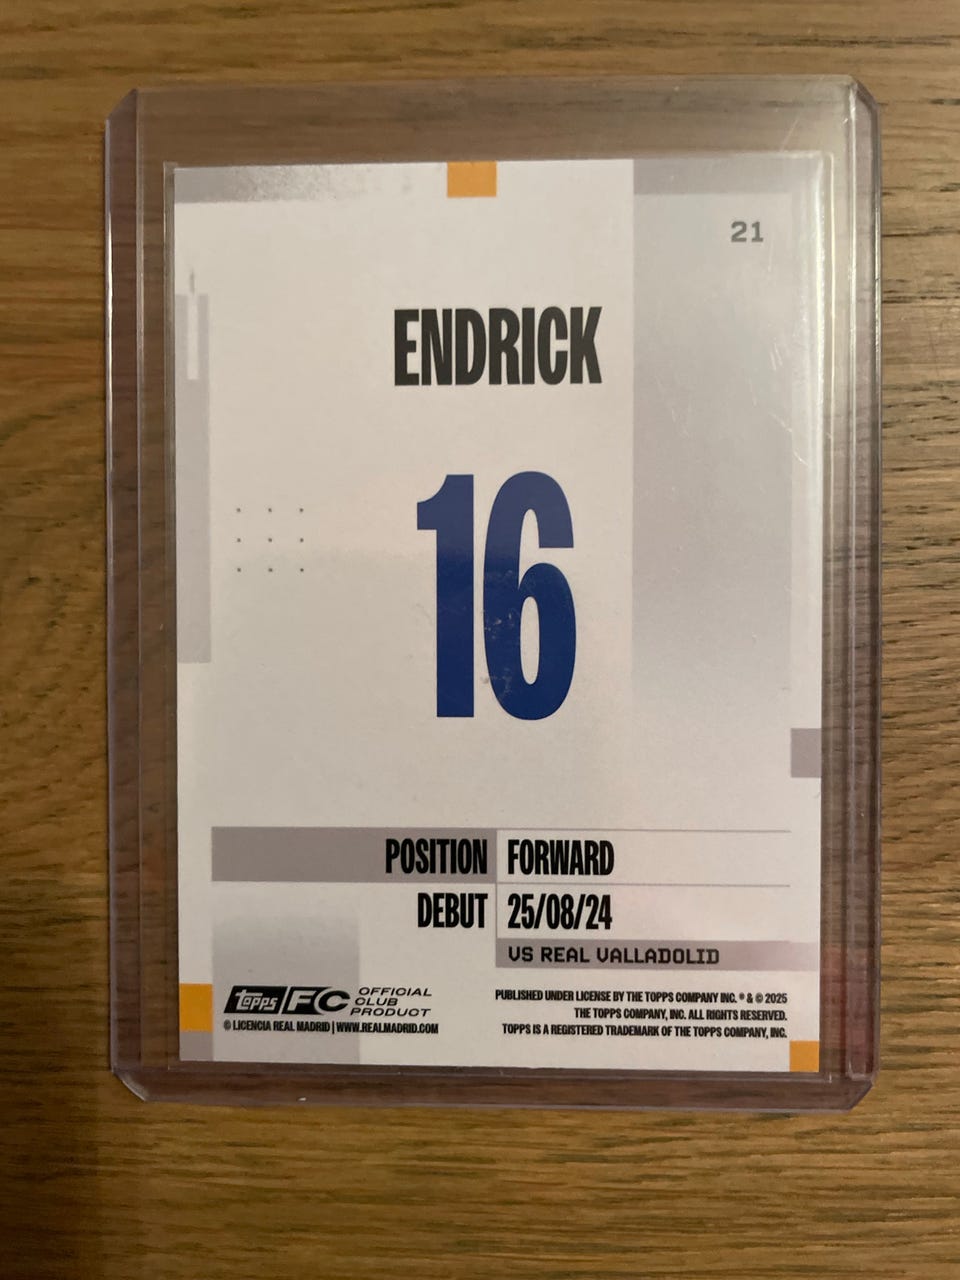 21
ENDRICK
16
POSITION FORWARD
DEBUT 25/08/24
VS REAL VALLADOLID
topps FC OFFICIAL CLUB PRODUCT
© LICENCIA REAL MADRID | WWW.REALMADRID.COM
PUBLISHED UNDER LICENSE BY THE TOPPS COMPANY INC. ® & © 2025
THE TOPPS COMPANY, INC. ALL RIGHTS RESERVED.
TOPPS IS A REGISTERED TRADEMARK OF THE TOPPS COMPANY, INC.